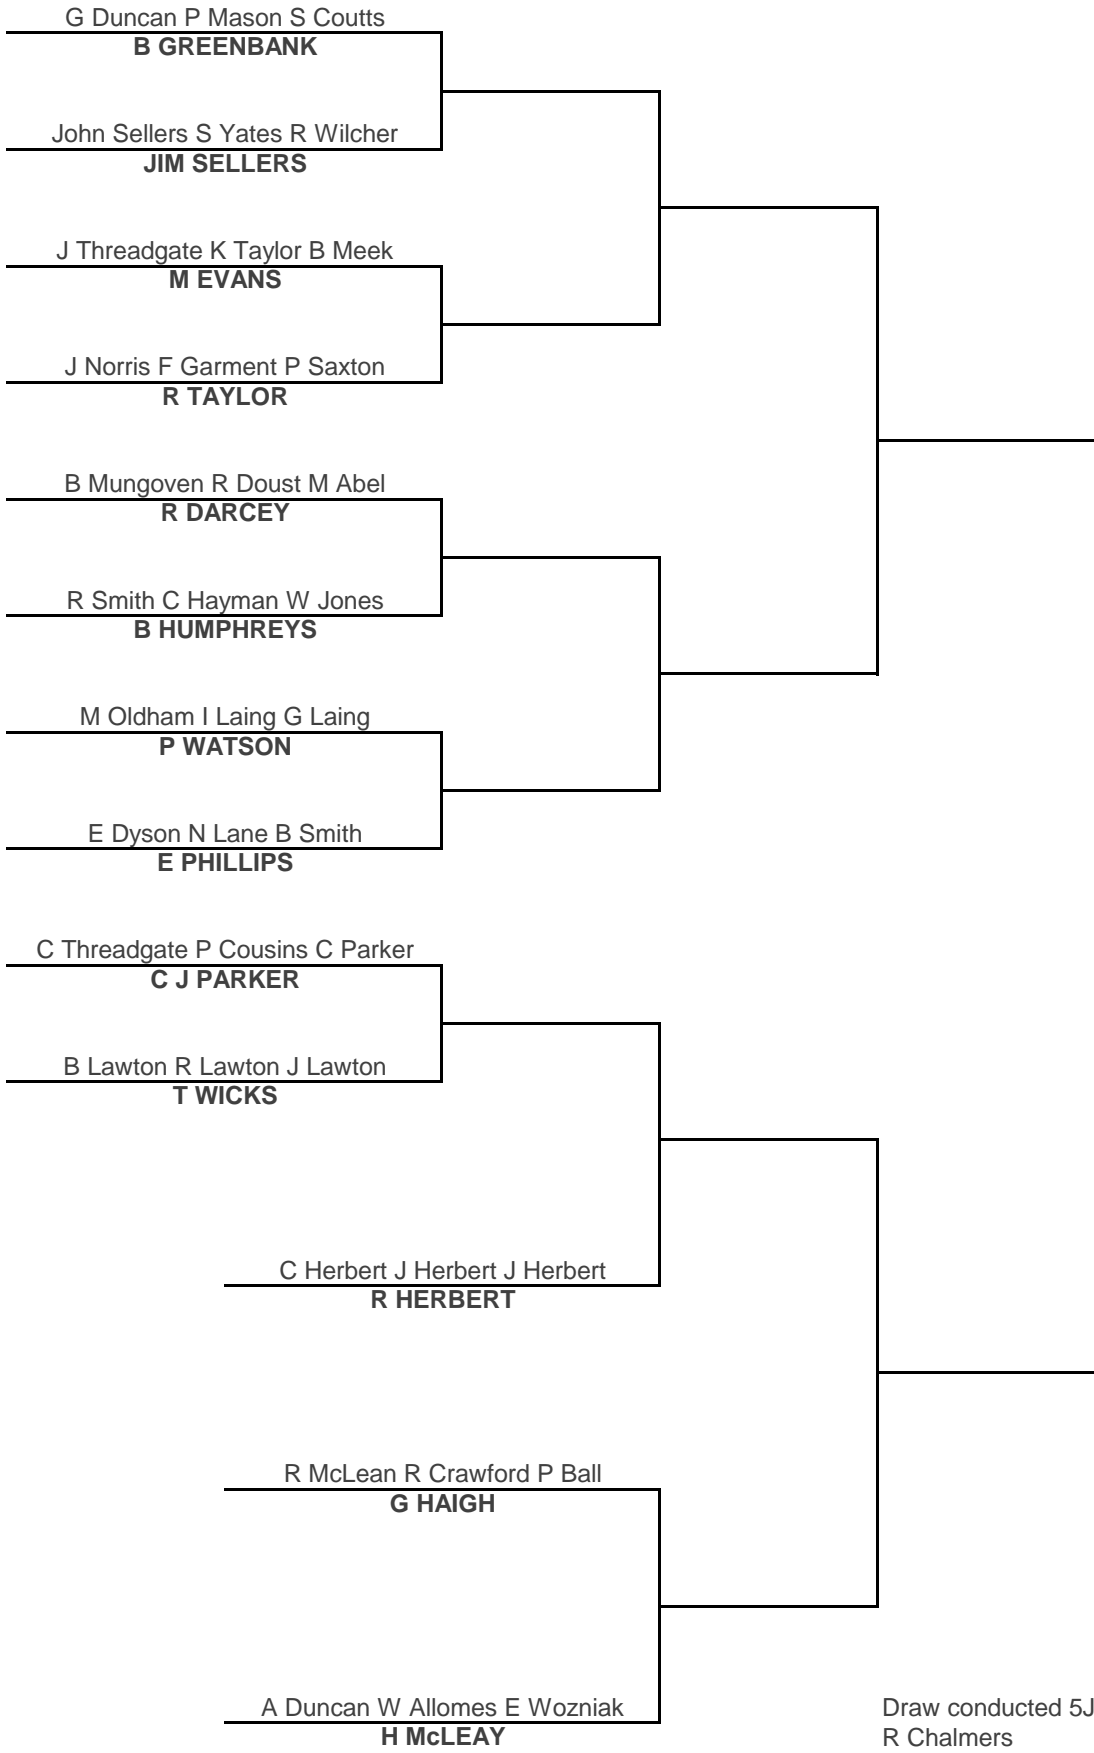 G Duncan P Mason S Coutts
B GREENBANK
John Sellers S Yates R Wilcher
JIM SELLERS
J Threadgate K Taylor B Meek
M EVANS
J Norris F Garment P Saxton
R TAYLOR
B Mungoven R Doust M Abel
R DARCEY
R Smith C Hayman W Jones
B HUMPHREYS
M Oldham I Laing G Laing
P WATSON
E Dyson N Lane B Smith
E PHILLIPS
C Threadgate P Cousins C Parker
C J PARKER
B Lawton R Lawton J Lawton
T WICKS
C Herbert J Herbert J Herbert
R HERBERT
R McLean R Crawford P Ball
G HAIGH
A Duncan W Allomes E Wozniak
H McLEAY
Draw conducted 5J
R Chalmers